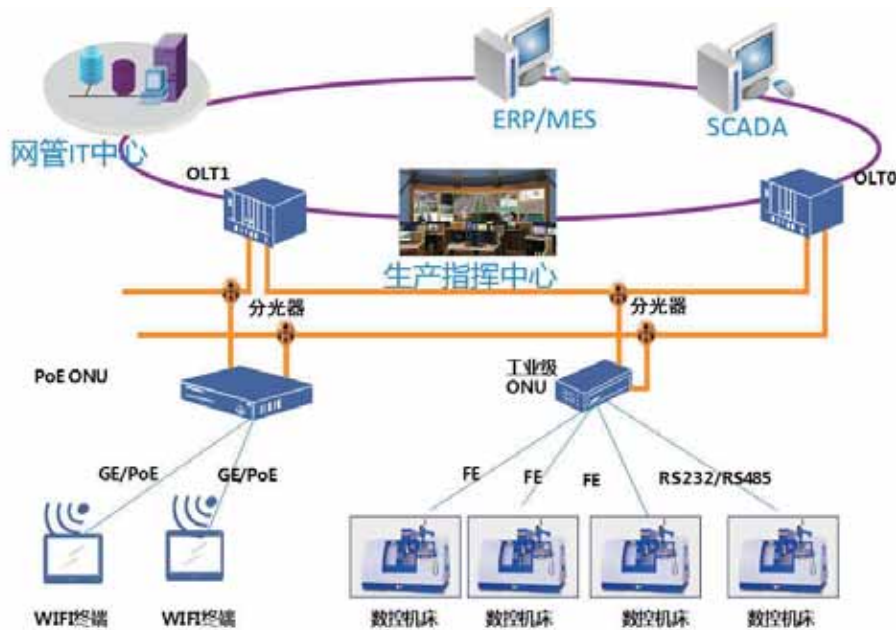 网管IT中心
ERP/MES
SCADA
OLT1
OLT0
生产指挥中心
分光器
分光器
PoE ONU
工业级
ONU
GE/PoE
GE/PoE
FE
FE
FE
RS232/RS485
WIFI终端
WIFI终端
数控机床
数控机床
数控机床
数控机床